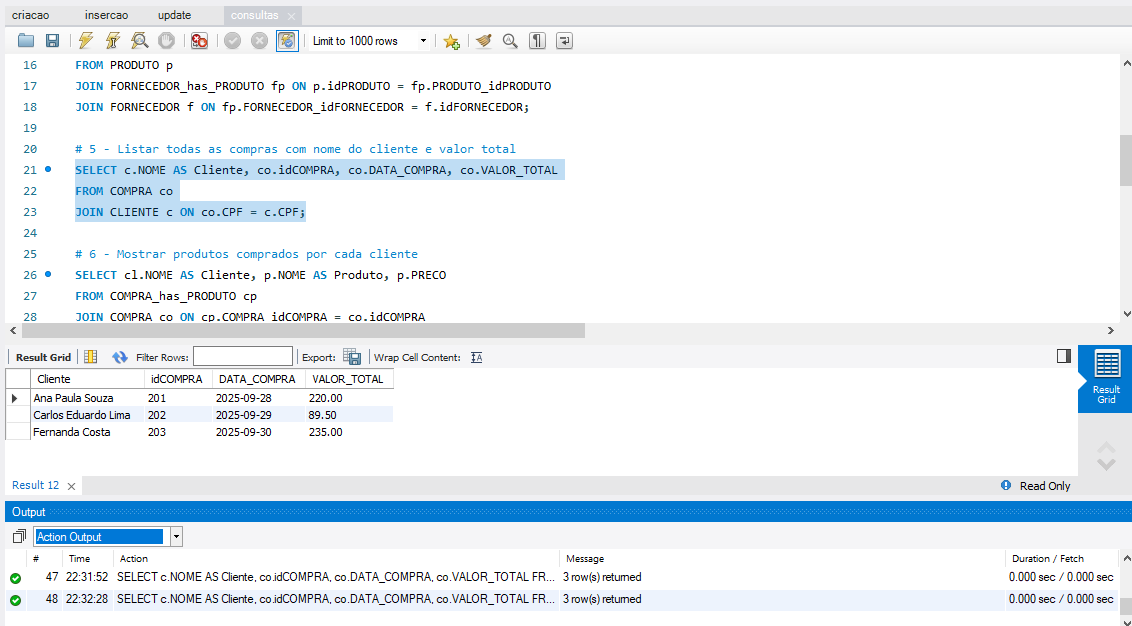 criacao insercao update consultas
Limit to 1000 rows
16 FROM PRODUTO p
17 JOIN FORNECEDOR_has_PRODUTO fp ON p.idPRODUTO = fp.PRODUTO_idPRODUTO
18 JOIN FORNECEDOR f ON fp.FORNECEDOR_idFORNECEDOR = f.idFORNECEDOR;
19
20 # 5 - Listar todas as compras com nome do cliente e valor total
21 SELECT c.NOME AS Cliente, co.idCOMPRA, co.DATA_COMPRA, co.VALOR_TOTAL
22 FROM COMPRA co
23 JOIN CLIENTE c ON co.CPF = c.CPF;
24
25 # 6 - Mostrar produtos comprados por cada cliente
26 SELECT cl.NOME AS Cliente, p.NOME AS Produto, p.PRECO
27 FROM COMPRA_has_PRODUTO cp
28 JOIN COMPRA co ON cp.COMPRA_idCOMPRA = co.idCOMPRA
Result Grid Filter Rows: Export: Wrap Cell Content:
Cliente idCOMPRA DATA_COMPRA VALOR_TOTAL
Ana Paula Souza 201 2025-09-28 220.00
Carlos Eduardo Lima 202 2025-09-29 89.50
Fernanda Costa 203 2025-09-30 235.00
Result
Grid
Result 12 Read Only
Output
Action Output
# Time Action Message Duration / Fetch
47 22:31:52 SELECT c.NOME AS Cliente, co.idCOMPRA, co.DATA_COMPRA, co.VALOR_TOTAL FR... 3 row(s) returned 0.000 sec / 0.000 sec
48 22:32:28 SELECT c.NOME AS Cliente, co.idCOMPRA, co.DATA_COMPRA, co.VALOR_TOTAL FR... 3 row(s) returned 0.000 sec / 0.000 sec